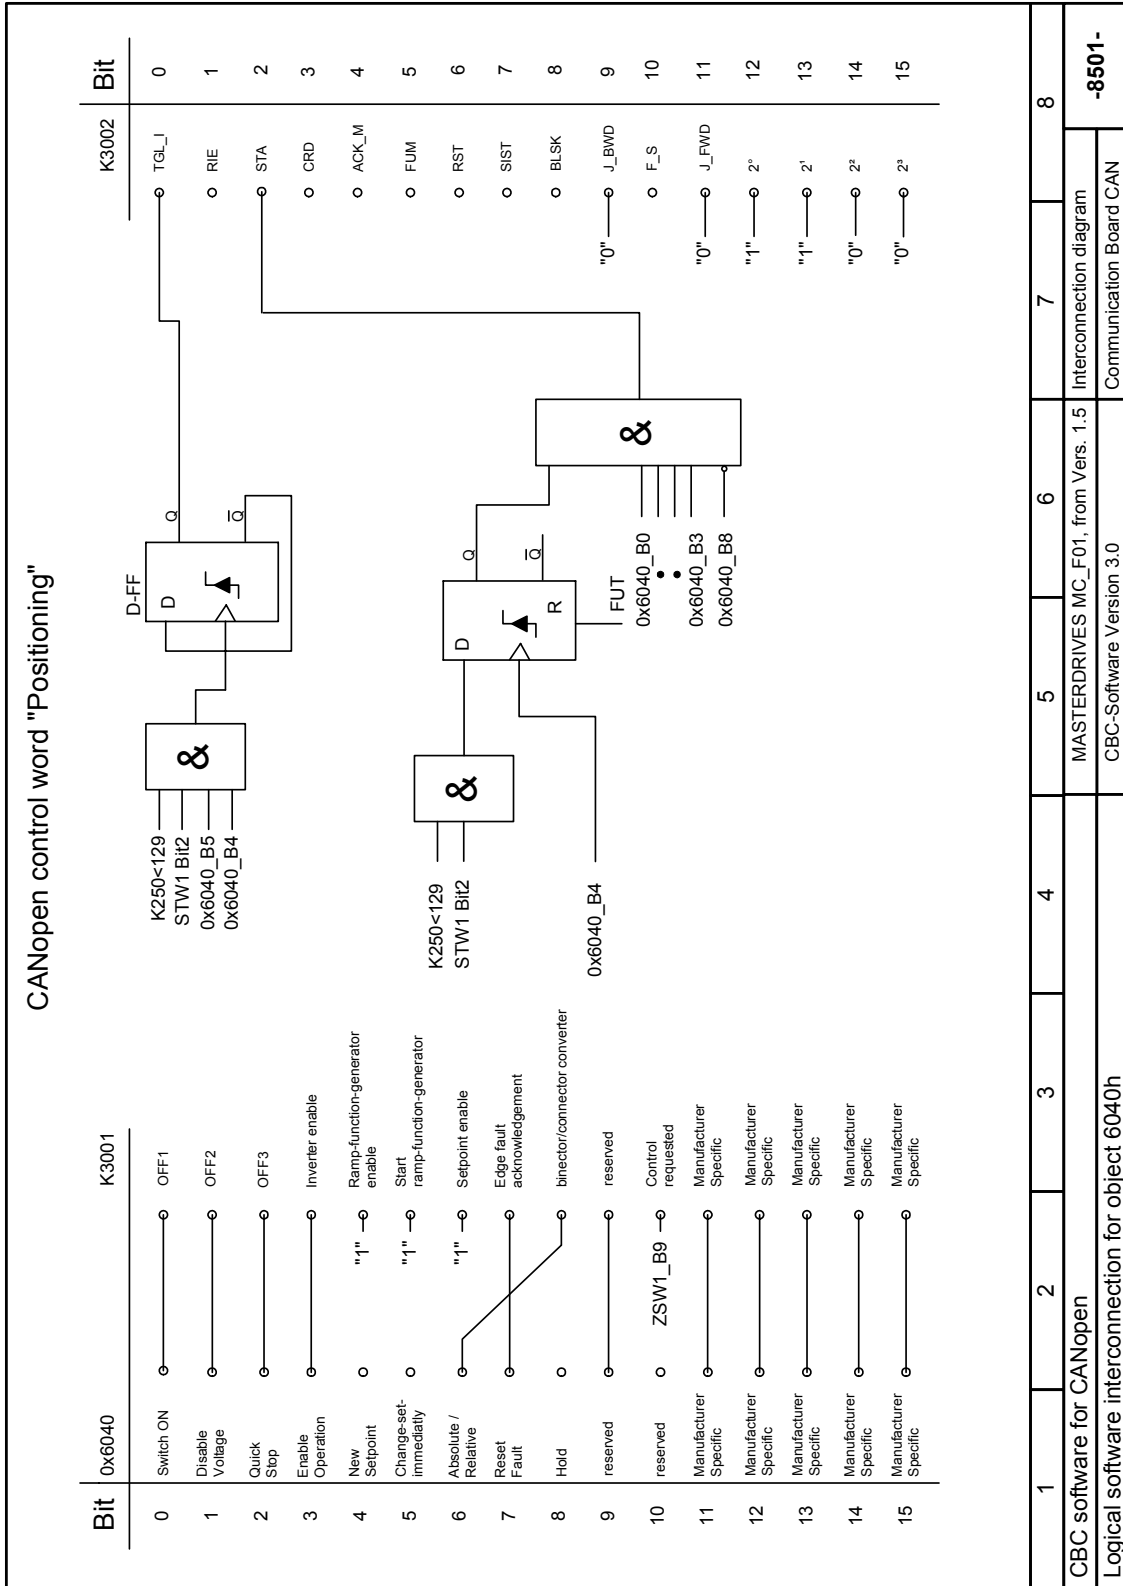 CANopen control word "Positioning"
Bit 0x6040 K3001 K3002 Bit
0 Switch ON OFF1 TGL_I 0
1 Disable Voltage OFF2 RIE 1
2 Quick Stop OFF3 STA 2
3 Enable Operation Inverter enable CRD 3
4 New Setpoint "1" Ramp-function-generator enable ACK_M 4
5 Change-set-immediatly "1" Start ramp-function-generator FUM 5
6 Absolute / Relative "1" Setpoint enable RST 6
7 Reset Fault Edge fault acknowledgement SIST 7
8 Hold binector/connector converter BLSK 8
9 reserved reserved "0" J_BWD 9
10 reserved ZSW1_B9 Control requested F_S 10
11 Manufacturer Specific Manufacturer Specific "0" J_FWD 11
12 Manufacturer Specific Manufacturer Specific "1" 2° 12
13 Manufacturer Specific Manufacturer Specific "1" 2¹ 13
14 Manufacturer Specific Manufacturer Specific "0" 2² 14
15 Manufacturer Specific Manufacturer Specific "0" 2³ 15
K250<129
STW1 Bit2
0x6040_B5
0x6040_B4
&
D-FF
D
Q
Q
K250<129
STW1 Bit2
&
0x6040_B4
D
Q
Q
R
FUT
0x6040_B0
0x6040_B3
0x6040_B8
&
1 2 3 4 5 6 7 8
CBC software for CANopen
MASTERDRIVES MC_F01, from Vers. 1.5
Interconnection diagram
-8501-
Logical software interconnection for object 6040h
CBC-Software Version 3.0
Communication Board CAN